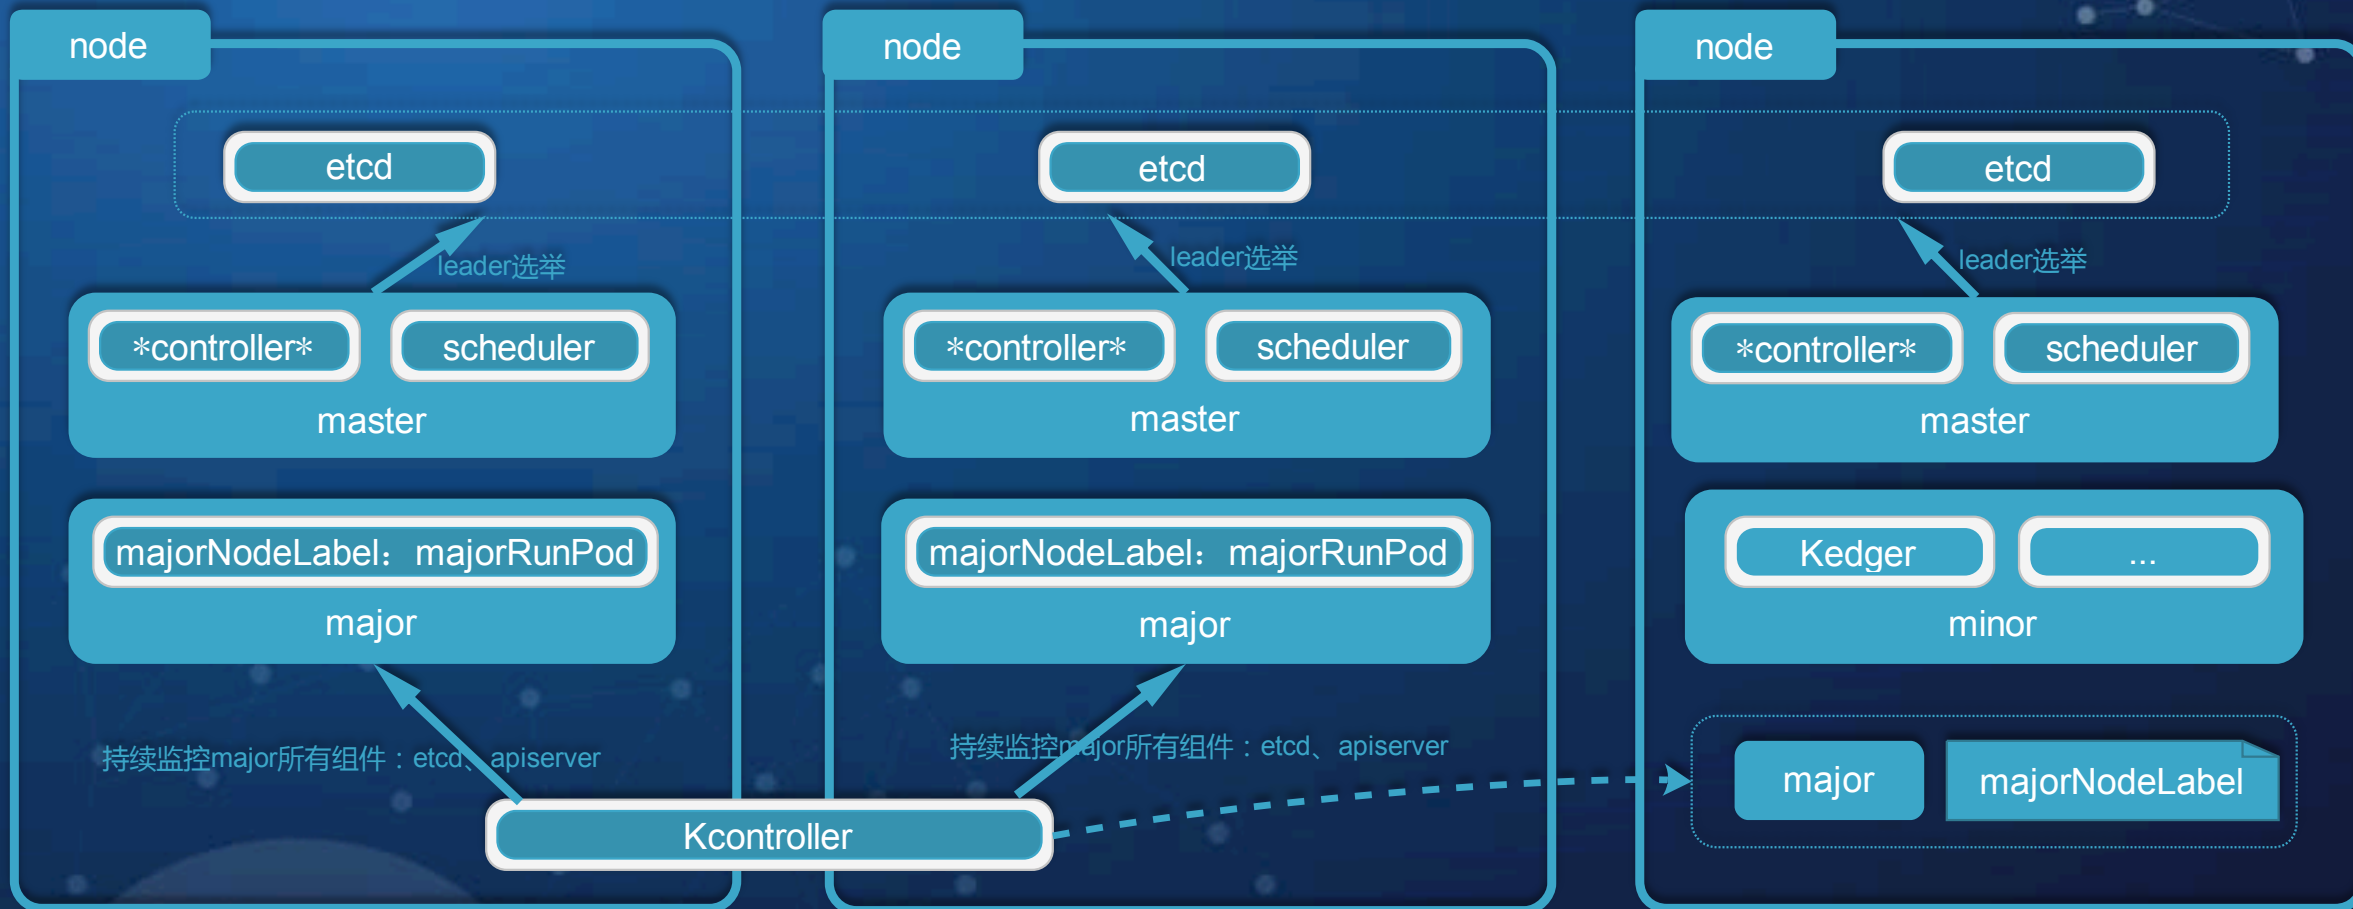 node
node
node
etcd
etcd
etcd
leader选举
leader选举
leader选举
*controller*
scheduler
*controller*
scheduler
*controller*
scheduler
master
master
master
majorNodeLabel：majorRunPod
majorNodeLabel：majorRunPod
Kedger
...
major
major
minor
持续监控major所有组件：etcd、apiserver
持续监控major所有组件：etcd、apiserver
major
majorNodeLabel
Kcontroller